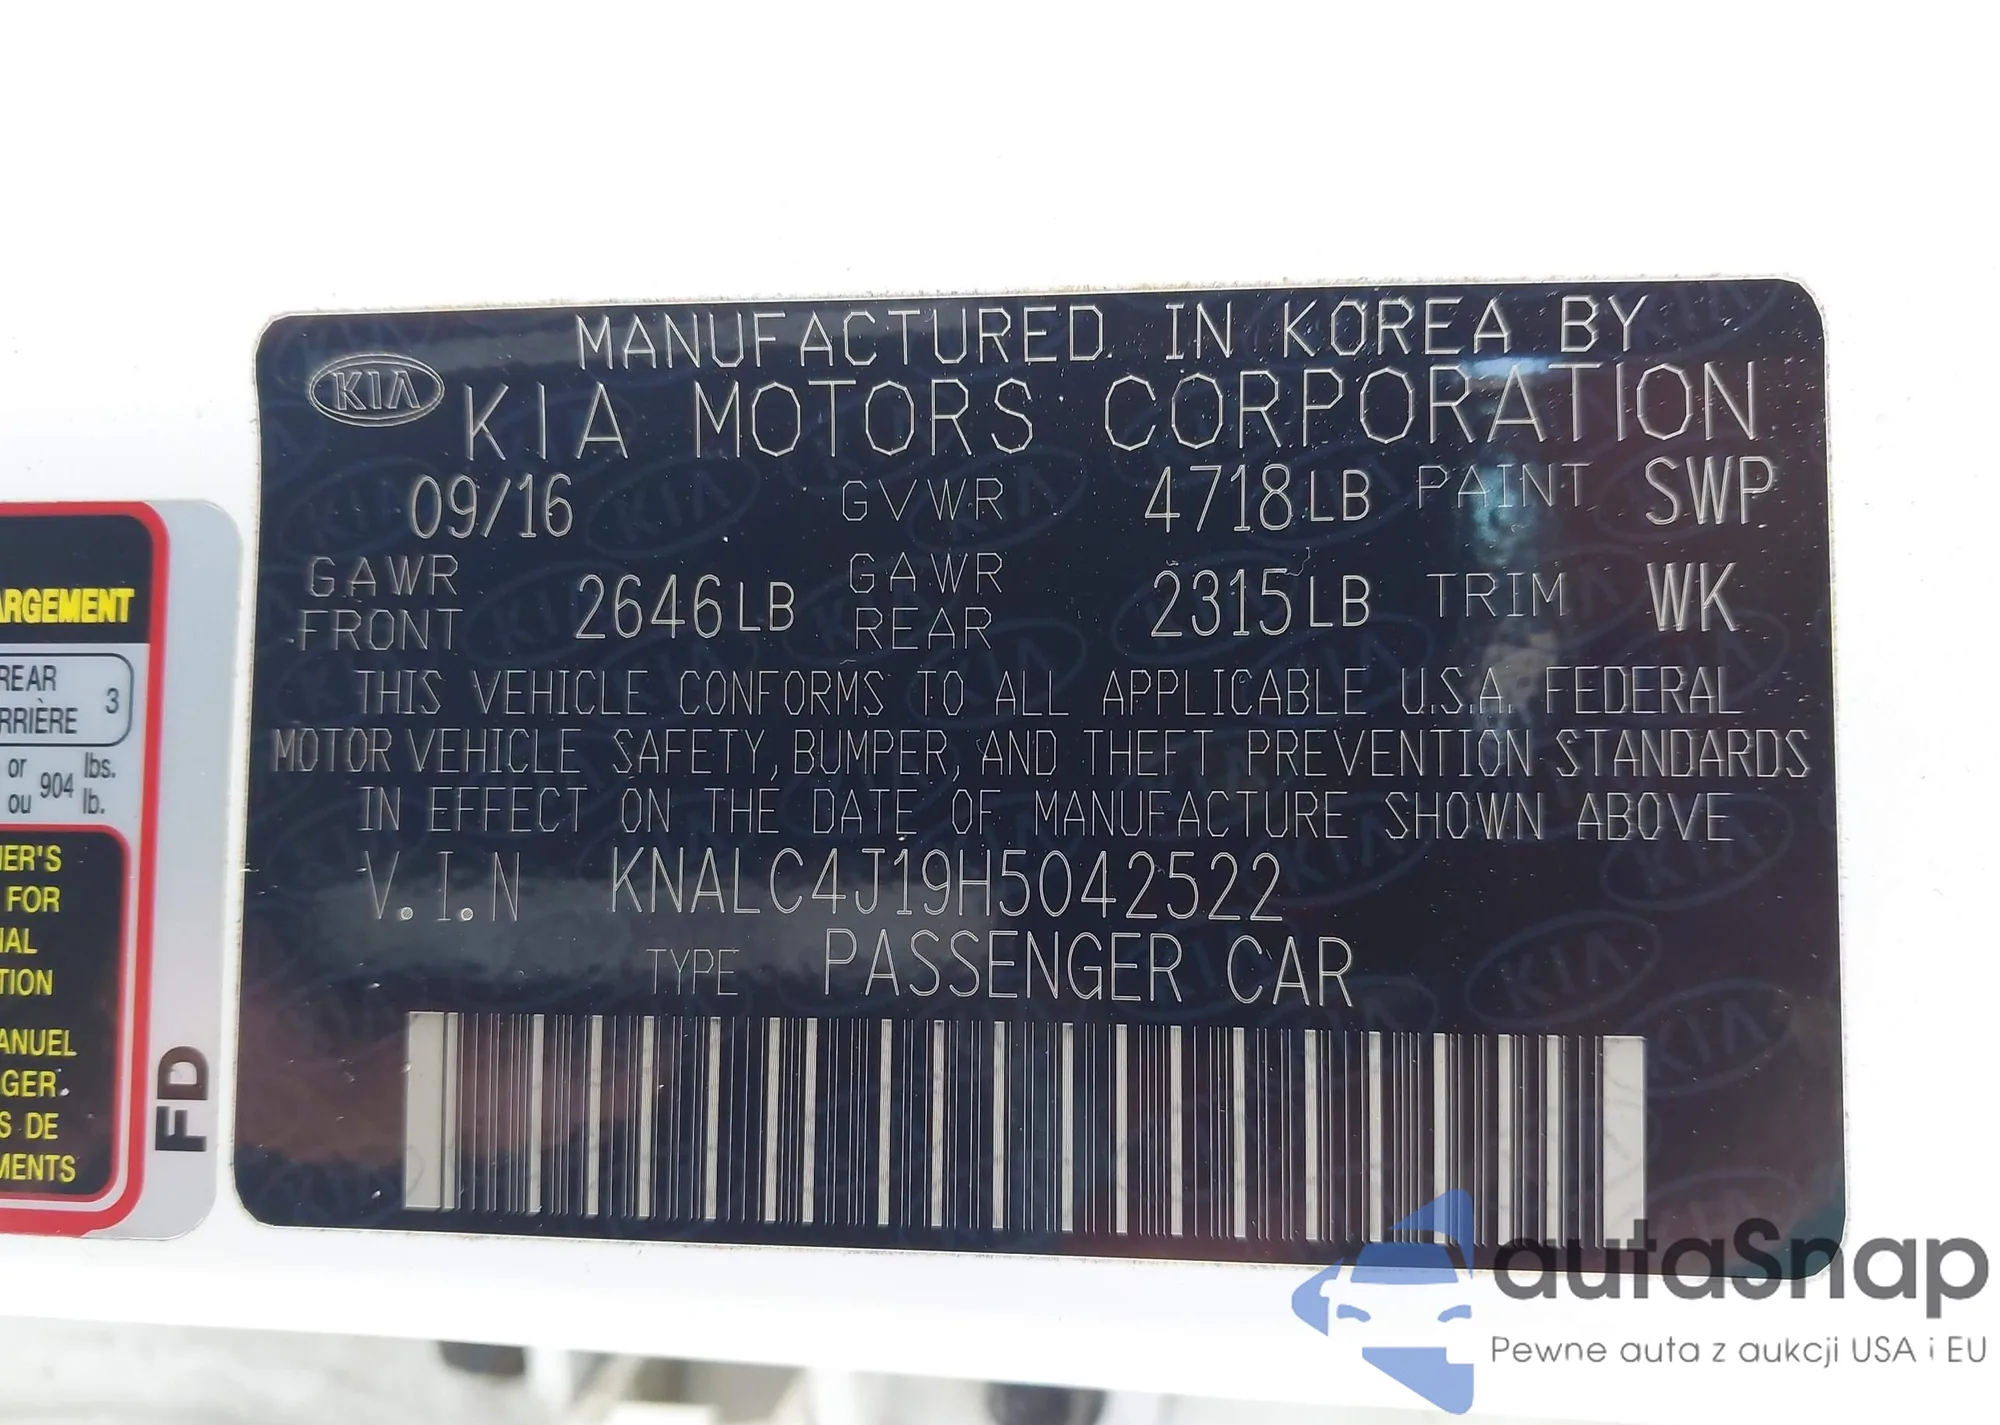 MANUFACTURED IN KOREA BY
KIA
KIA MOTORS CORPORATION
09/16 GVWR 4718LB PAINT SWP
GAWR FRONT 2646LB GAWR REAR 2315LB TRIM WK
THIS VEHICLE CONFORMS TO ALL APPLICABLE U.S.A. FEDERAL
MOTOR VEHICLE SAFETY, BUMPER, AND THEFT PREVENTION STANDARDS
IN EFFECT ON THE DATE OF MANUFACTURE SHOWN ABOVE
V.I.N KNALC4J19H5042522
TYPE PASSENGER CAR
ARGEMENT
REAR 3
RRIÈRE
or 904 lbs.
ou lb.
NER'S
FOR
NAL
TION
ANUEL
GER.
S DE
MENTS
FD
autaSnap
Pewne auta z aukcji USA i EU